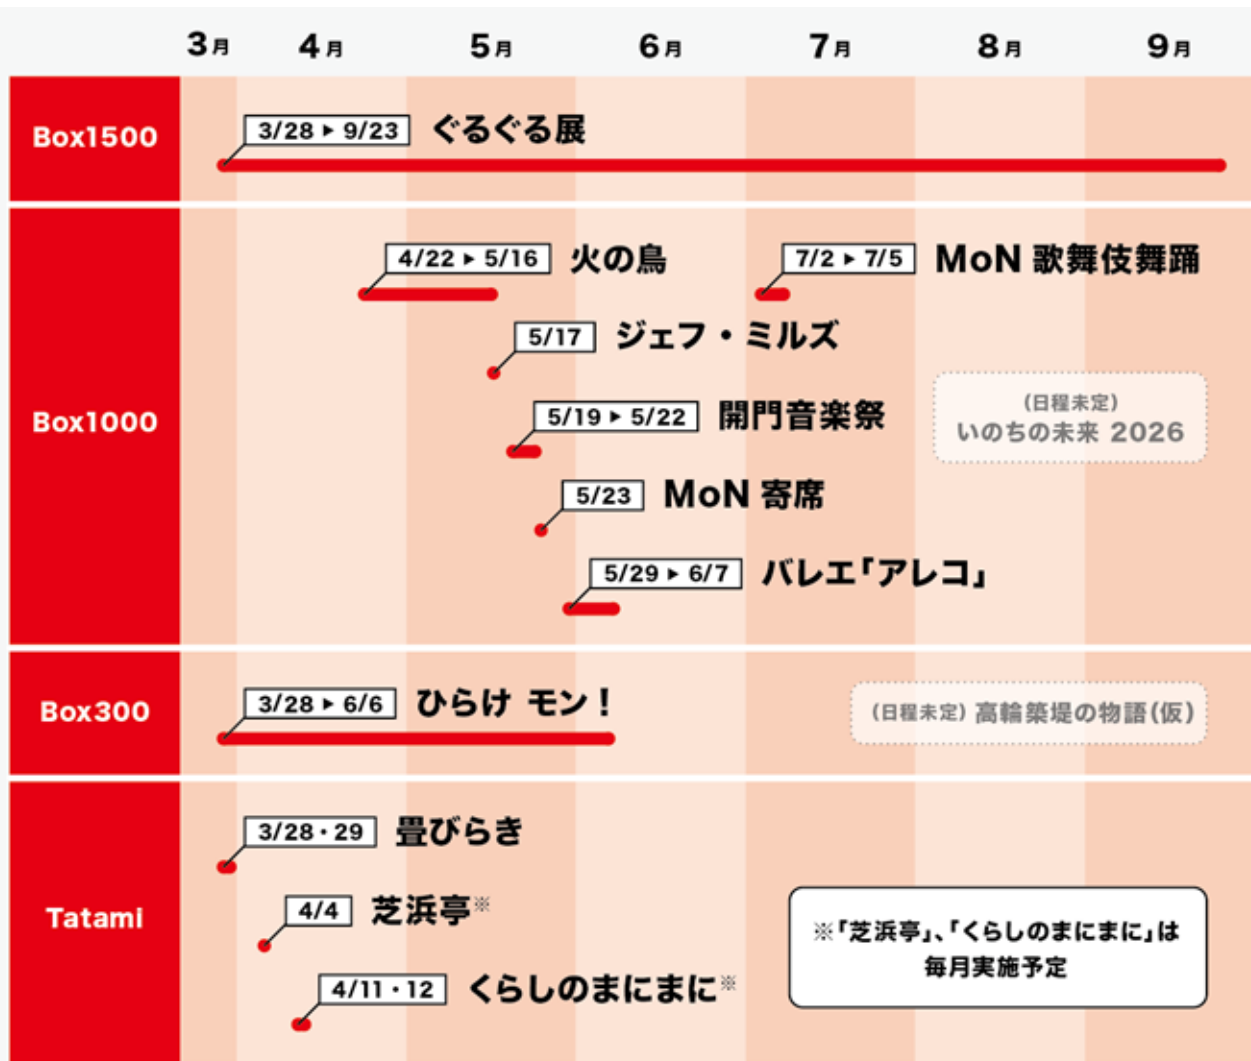 3月 4月 5月 6月 7月 8月 9月
Box1500
3/28 ▶ 9/23 ぐるぐる展
Box1000
4/22 ▶ 5/16 火の鳥
7/2 ▶ 7/5 MoN 歌舞伎舞踊
5/17 ジェフ・ミルズ
5/19 ▶ 5/22 開門音楽祭
(日程未定)
いのちの未来 2026
5/23 MoN 寄席
5/29 ▶ 6/7 バレエ「アレコ」
Box300
3/28 ▶ 6/6 ひらけ モン！
(日程未定) 高輪築堤の物語(仮)
Tatami
3/28・29 畳びらき
4/4 芝浜亭※
4/11・12 くらしのまにまに※
※「芝浜亭」、「くらしのまにまに」は
毎月実施予定